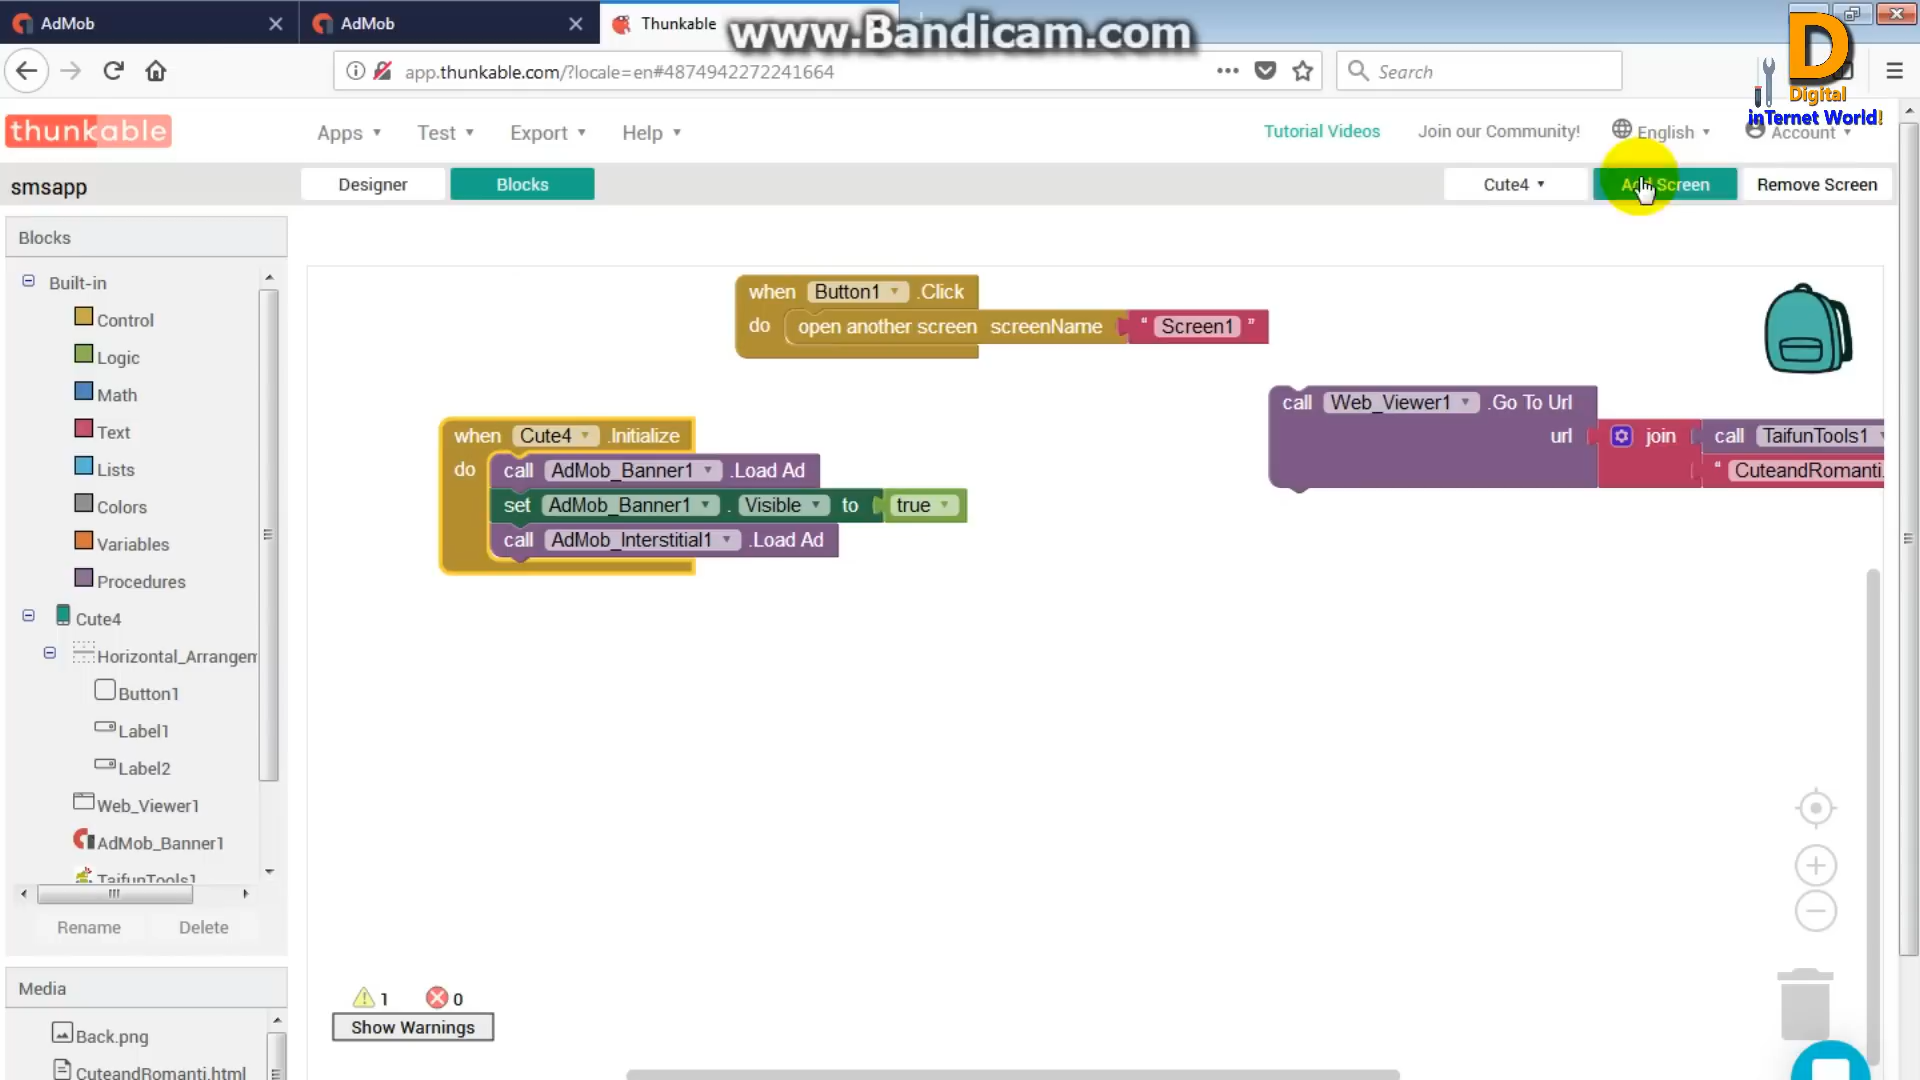 AdMob
AdMob
Thunkable
www.Bandicam.com
app.thunkable.com/?locale=en#4874942272241664
Search
D
Digital
inTernet World!
thunkable
Apps
Test
Export
Help
Tutorial Videos
Join our Community!
English
Account
smsapp
Designer
Blocks
Cute4
Add Screen
Remove Screen
Blocks
Built-in
Control
Logic
Math
Text
Lists
Colors
Variables
Procedures
Cute4
Horizontal_Arrangem
Button1
Label1
Label2
Web_Viewer1
AdMob_Banner1
TaifunTools1
Rename
Delete
Media
Back.png
CuteandRomanti.html
when Button1 .Click
do open another screen screenName " Screen1 "
when Cute4 .Initialize
do call AdMob_Banner1 .Load Ad
set AdMob_Banner1 . Visible to true
call AdMob_Interstitial1 .Load Ad
call Web_Viewer1 .Go To Url
url join call TaifunTools1
" CuteandRomanti.
1 0
Show Warnings